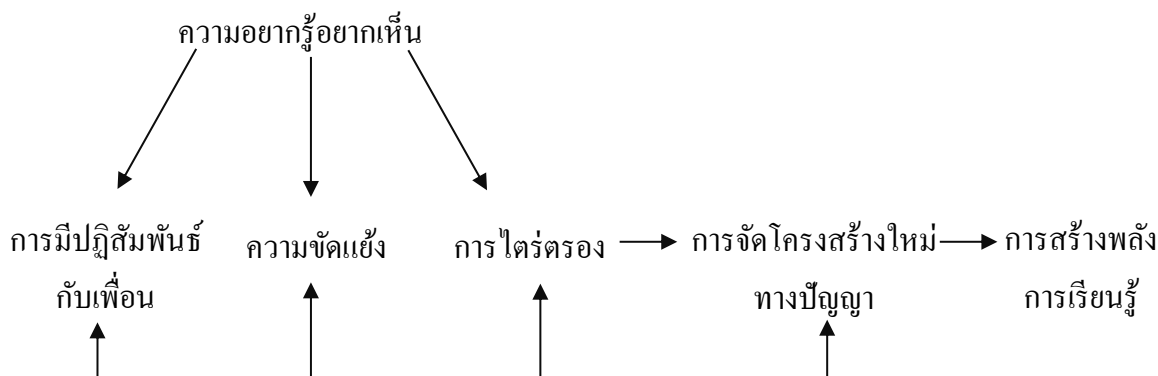 ความอยากรู้อยากเห็น
การมีปฏิสัมพันธ์
กับเพื่อน
ความขัดแย้ง
การไตร่ตรอง
การจัดโครงสร้างใหม่
ทางปัญญา
การสร้างพลัง
การเรียนรู้